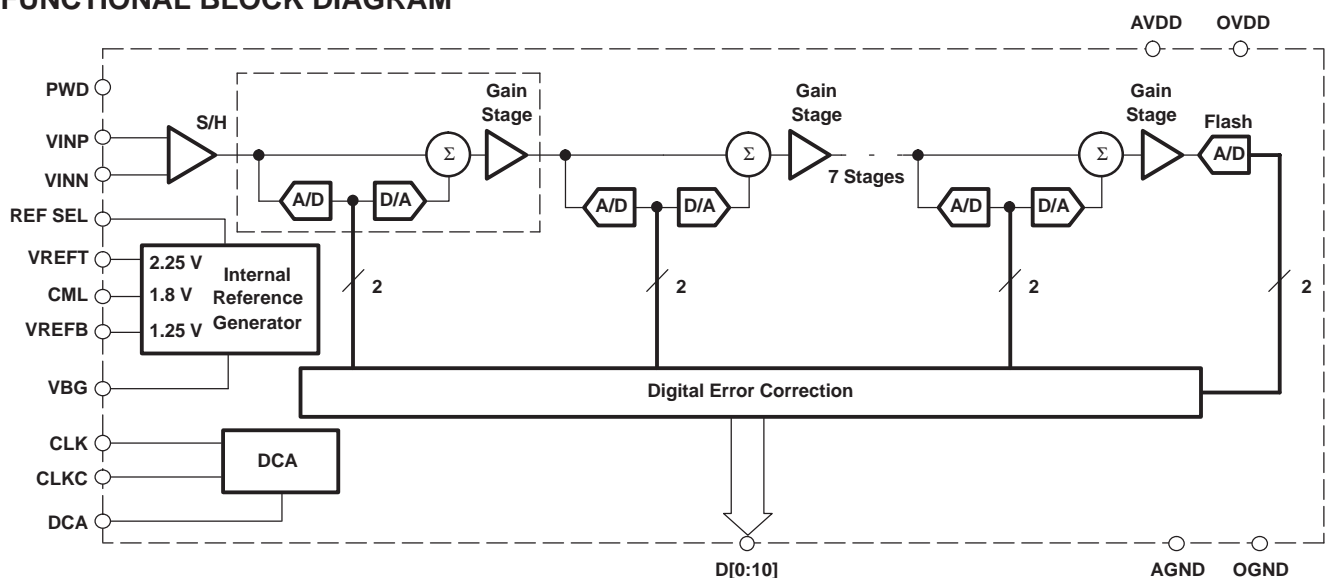 FUNCTIONAL BLOCK DIAGRAM
AVDD OVDD
PWD
VINP
VINN
REF SEL
VREFT
CML
VREFB
VBG
CLK
CLKC
DCA
S/H
Σ
Gain
Stage
A/D
D/A
Σ
Gain
Stage
7 Stages
A/D
D/A
Σ
Gain
Stage
Flash
A/D
A/D
D/A
2
2
2
2
2.25 V
1.8 V
1.25 V
Internal
Reference
Generator
Digital Error Correction
DCA
D[0:10]
AGND OGND